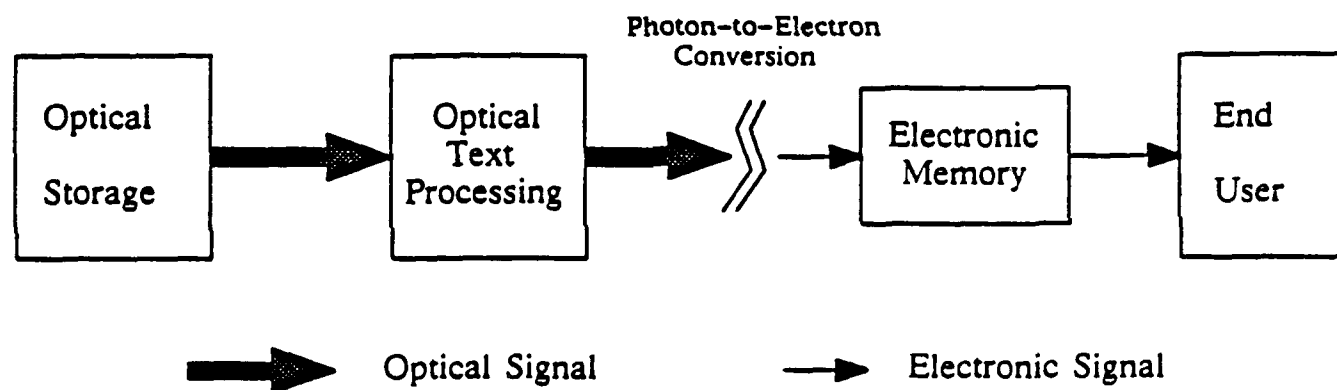 Photon-to-Electron
Conversion
Optical
Storage
Optical
Text
Processing
Electronic
Memory
End
User
Optical Signal
Electronic Signal